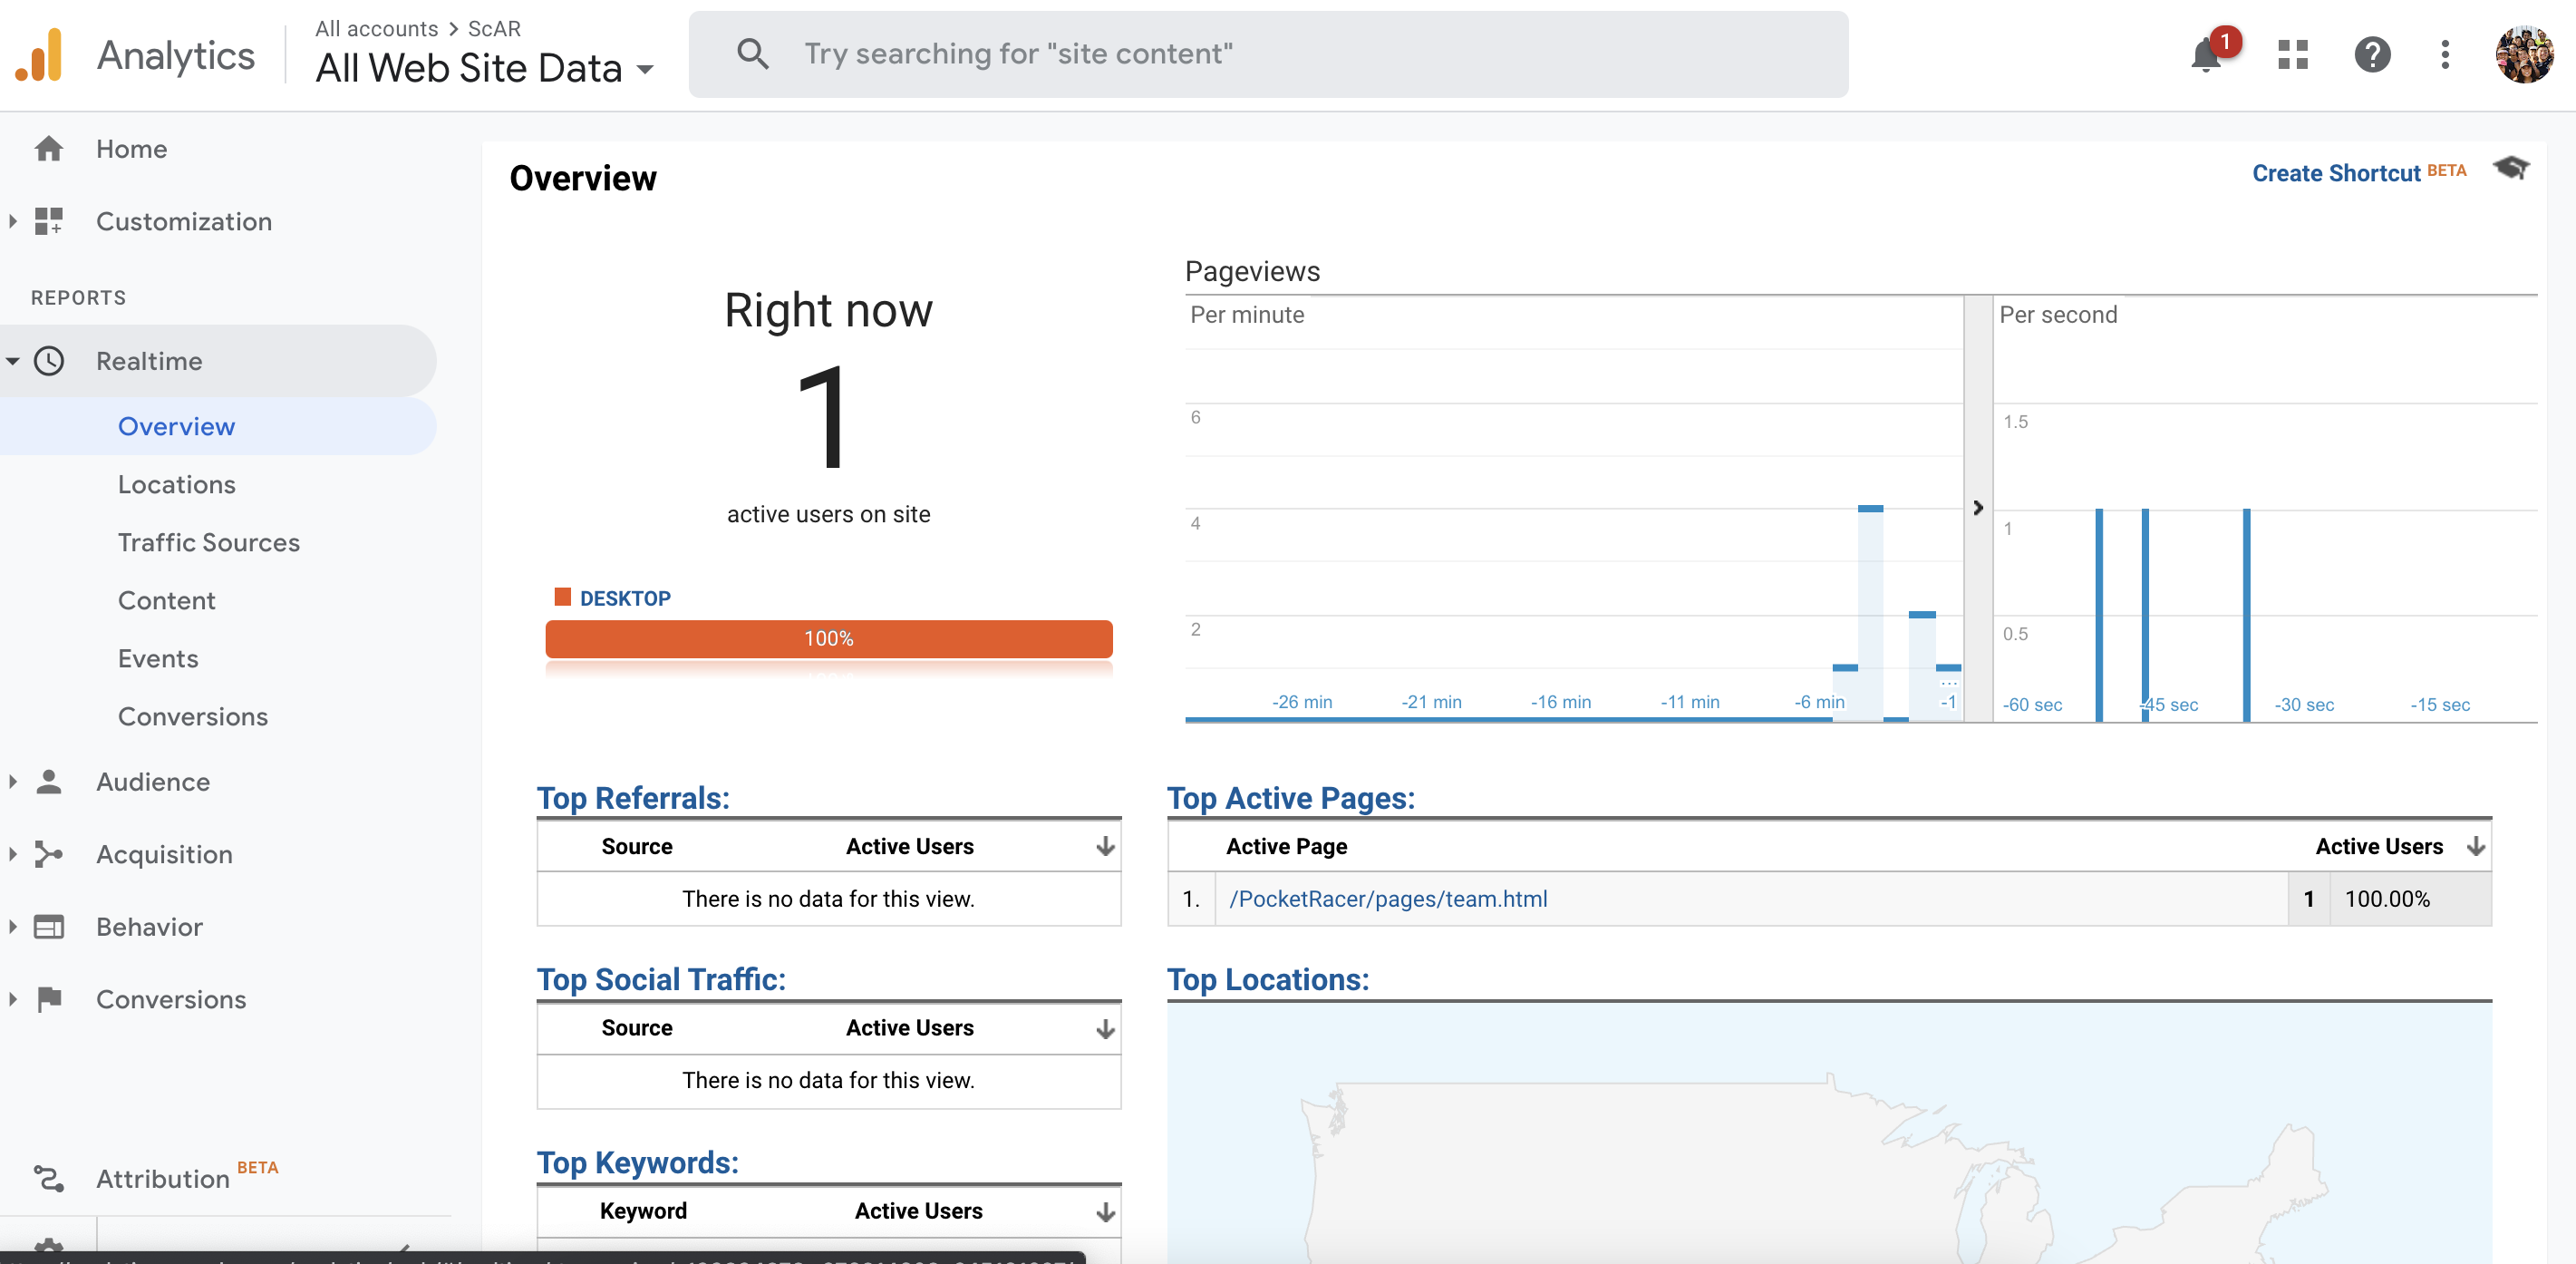 Analytics
All accounts > ScAR
All Web Site Data
Try searching for "site content"
1
Home
Customization
REPORTS
Realtime
Overview
Locations
Traffic Sources
Content
Events
Conversions
Audience
Acquisition
Behavior
Conversions
Attribution BETA
Overview
Create Shortcut BETA
Right now
1
active users on site
DESKTOP
100%
Pageviews
Per minute
6
4
2
-26 min
-21 min
-16 min
-11 min
-6 min
...
-1
Per second
1.5
1
0.5
-60 sec
-45 sec
-30 sec
-15 sec
Top Referrals:
Source Active Users
There is no data for this view.
Top Active Pages:
Active Page Active Users
1. /PocketRacer/pages/team.html 1 100.00%
Top Social Traffic:
Source Active Users
There is no data for this view.
Top Locations:
Top Keywords:
Keyword Active Users